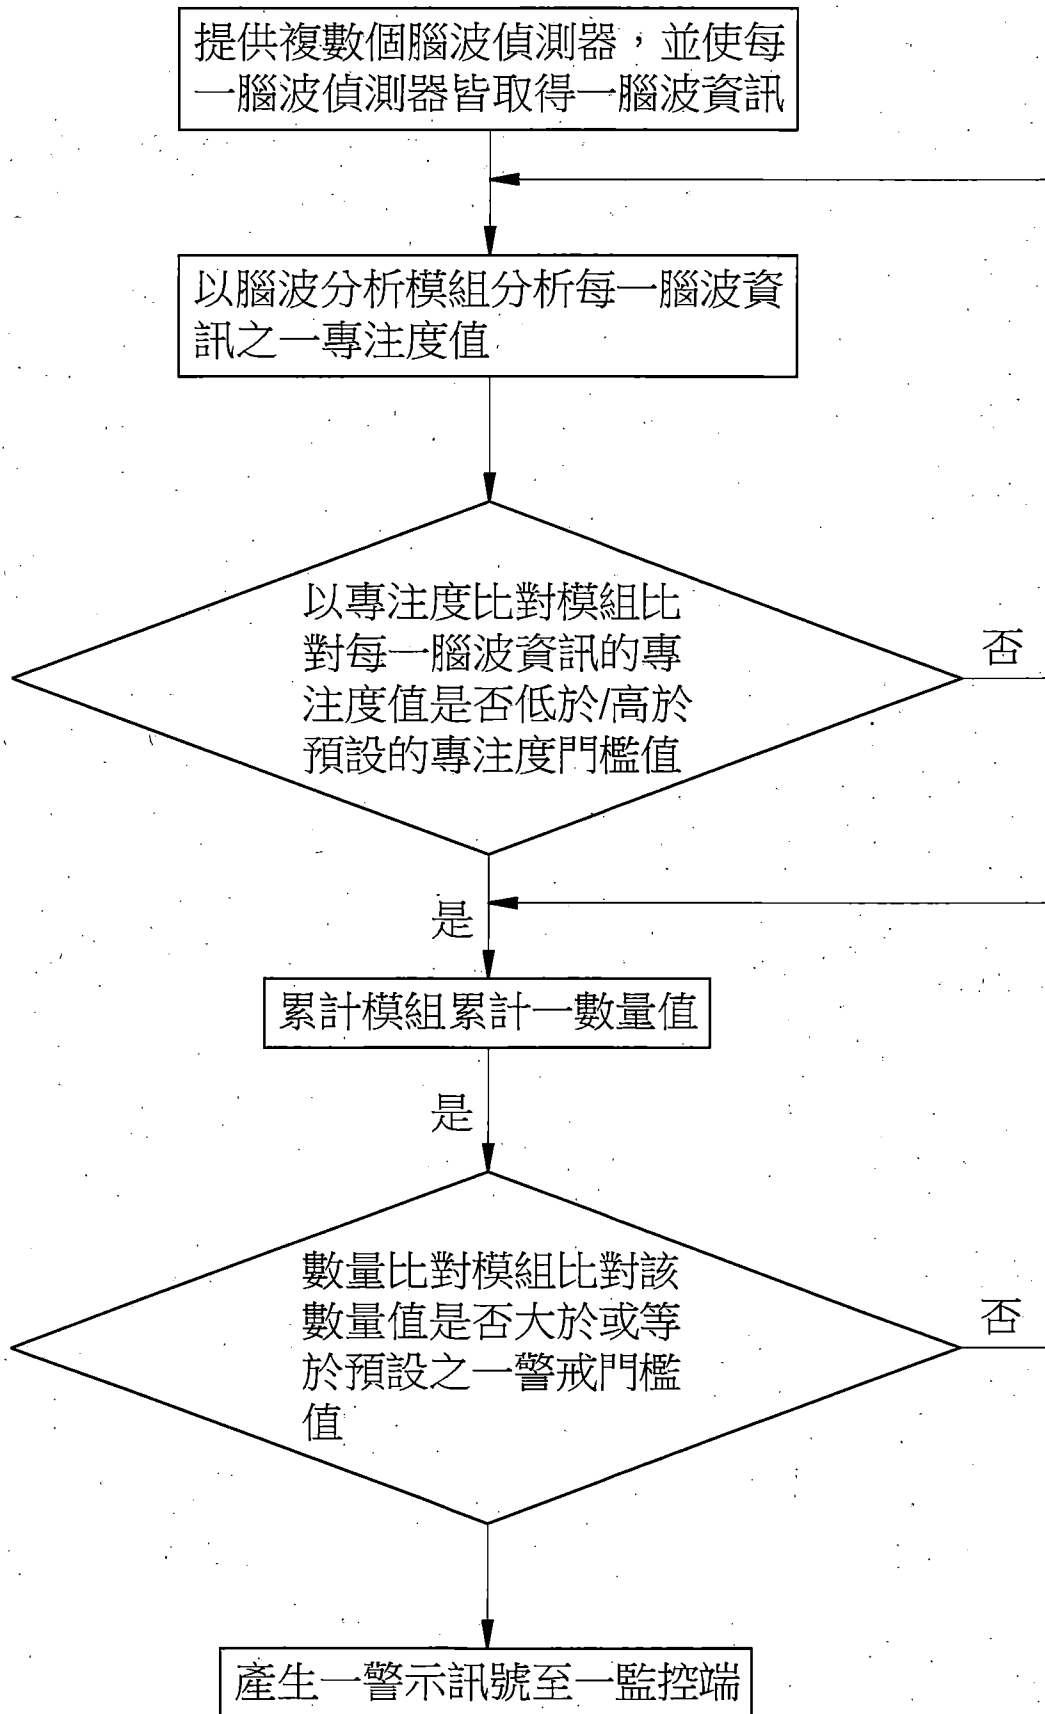 提供複數個腦波偵測器，並使每
一腦波偵測器皆取得一腦波資訊
以腦波分析模組分析每一腦波資
訊之一專注度值
以專注度比對模組比
對每一腦波資訊的專
注度值是否低於/高於
預設的專注度門檻值
否
是
累計模組累計一數量值
是
數量比對模組比對該
數量值是否大於或等
於預設之一警戒門檻
值
否
產生一警示訊號至一監控端